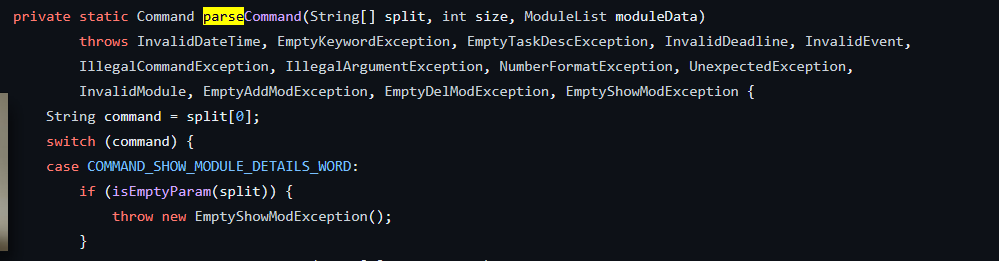 private static Command parseCommand(String[] split, int size, ModuleList moduleData)
throws InvalidDateTime, EmptyKeywordException, EmptyTaskDescException, InvalidDeadline, InvalidEvent,
IllegalCommandException, IllegalArgumentException, NumberFormatException, UnexpectedException,
InvalidModule, EmptyAddModException, EmptyDelModException, EmptyShowModException {
String command = split[0];
switch (command) {
case COMMAND_SHOW_MODULE_DETAILS_WORD:
if (isEmptyParam(split)) {
throw new EmptyShowModException();
}